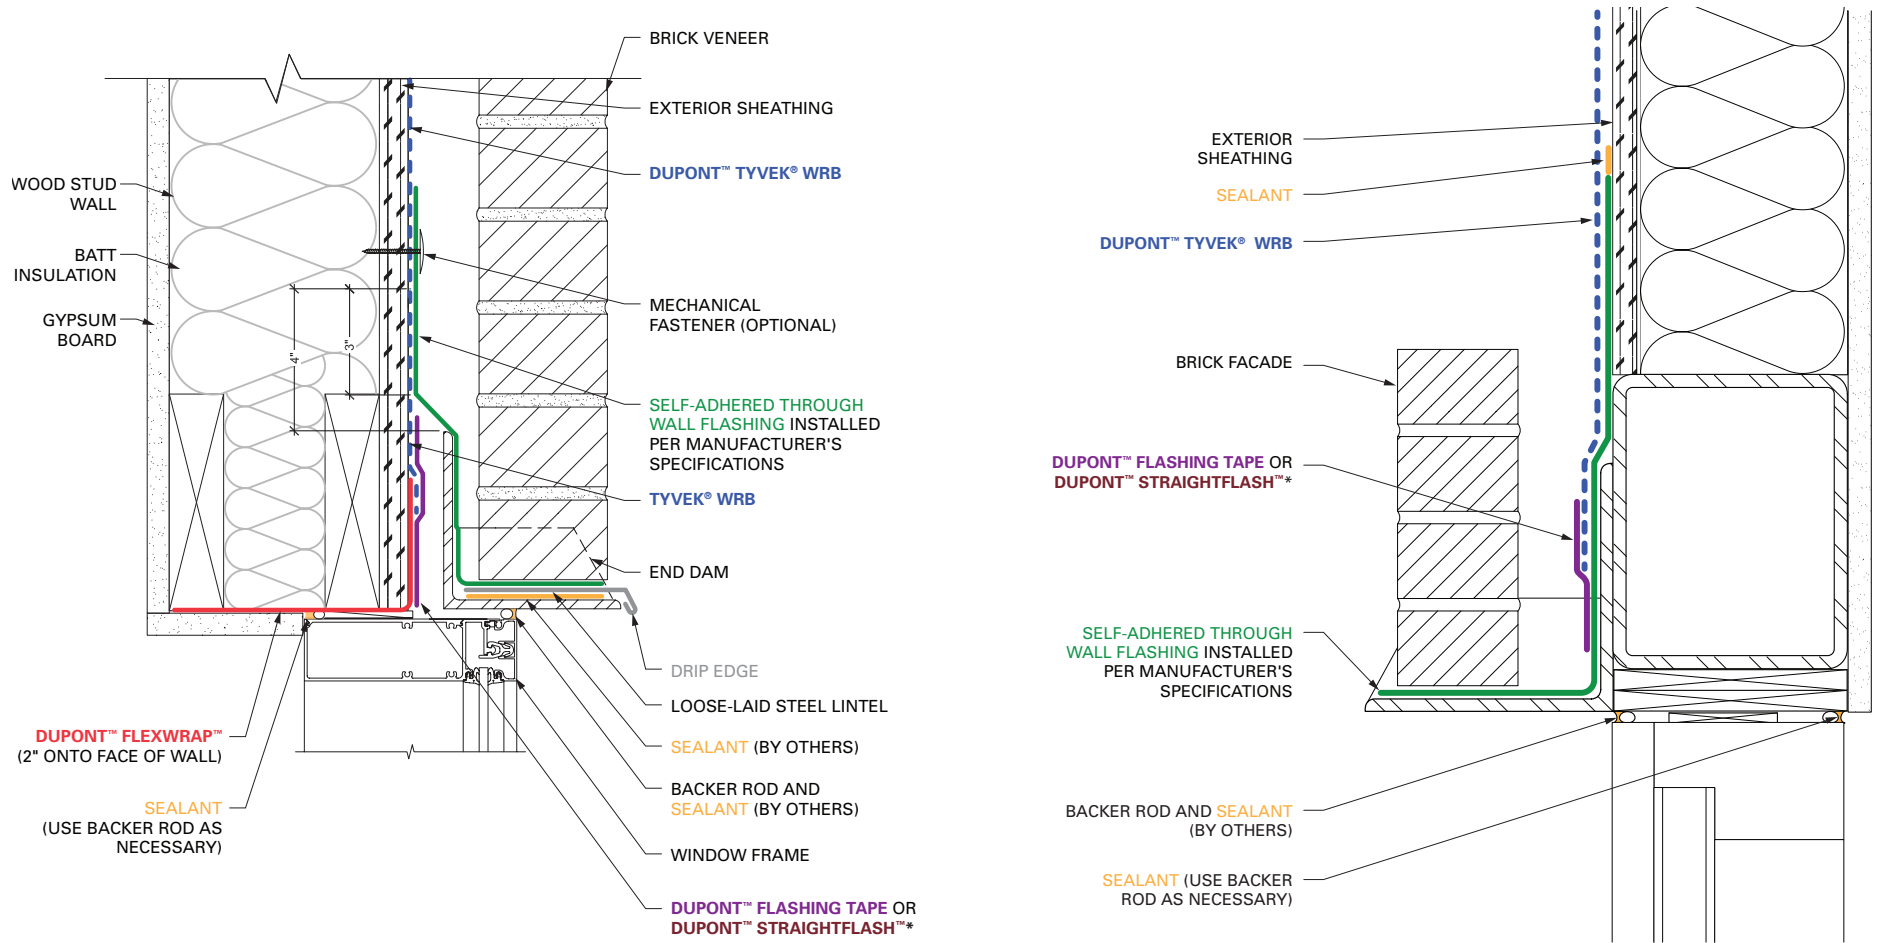 BRICK VENEER
EXTERIOR SHEATHING
DUPONT™ TYVEK® WRB
WOOD STUD
WALL
BATT
INSULATION
GYPSUM
BOARD
4"
3"
MECHANICAL
FASTENER (OPTIONAL)
SELF-ADHERED THROUGH
WALL FLASHING INSTALLED
PER MANUFACTURER'S
SPECIFICATIONS
TYVEK® WRB
END DAM
DRIP EDGE
LOOSE-LAID STEEL LINTEL
SEALANT (BY OTHERS)
BACKER ROD AND
SEALANT (BY OTHERS)
WINDOW FRAME
DUPONT™ FLASHING TAPE OR
DUPONT™ STRAIGHTFLASH™*
DUPONT™ FLEXWRAP™
(2" ONTO FACE OF WALL)
SEALANT
(USE BACKER ROD AS
NECESSARY)
EXTERIOR
SHEATHING
SEALANT
DUPONT™ TYVEK® WRB
BRICK FACADE
DUPONT™ FLASHING TAPE OR
DUPONT™ STRAIGHTFLASH™*
SELF-ADHERED THROUGH
WALL FLASHING INSTALLED
PER MANUFACTURER'S
SPECIFICATIONS
BACKER ROD AND SEALANT
(BY OTHERS)
SEALANT (USE BACKER
ROD AS NECESSARY)